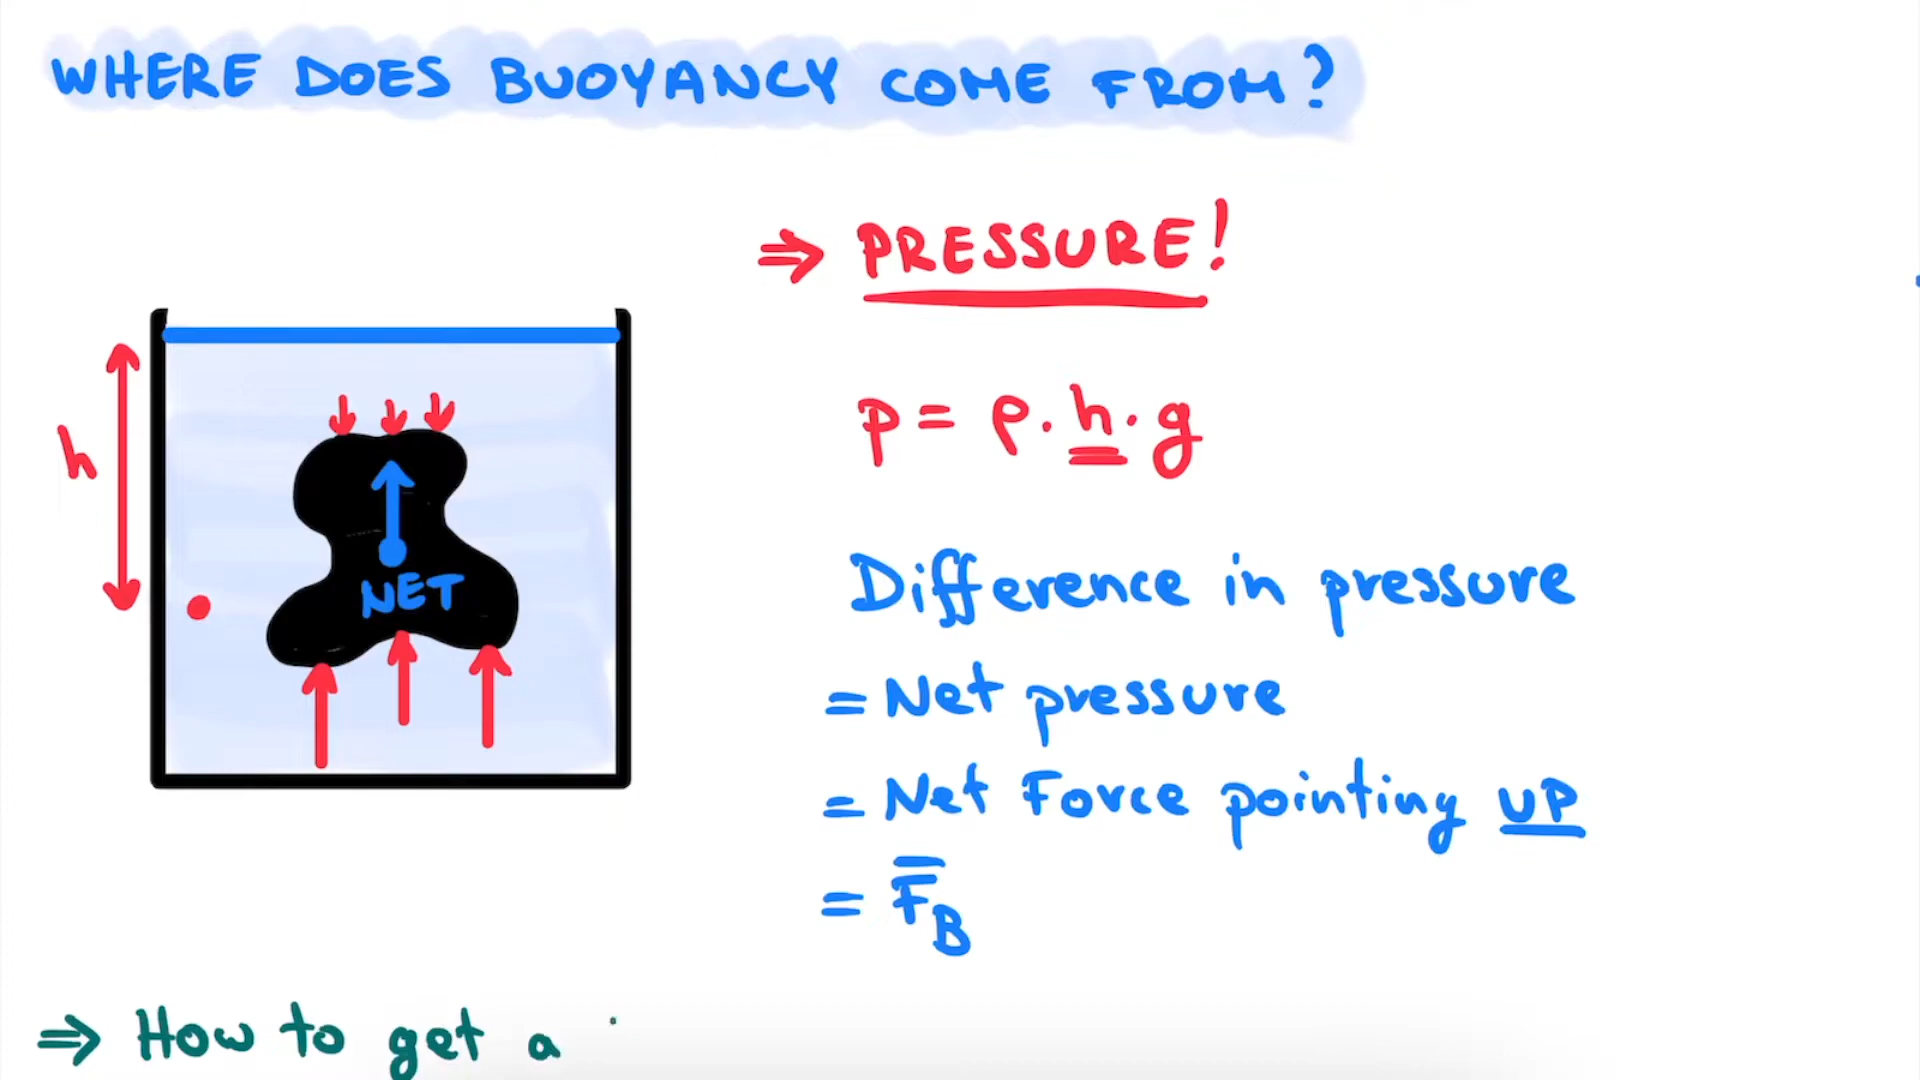 WHERE DOES BUOYANCY COME FROM?
⇒ PRESSURE!
h
p = ρ · h · g
NET
Difference in pressure
= Net pressure
= Net Force pointing UP
= F̅_B
⇒ How to get a